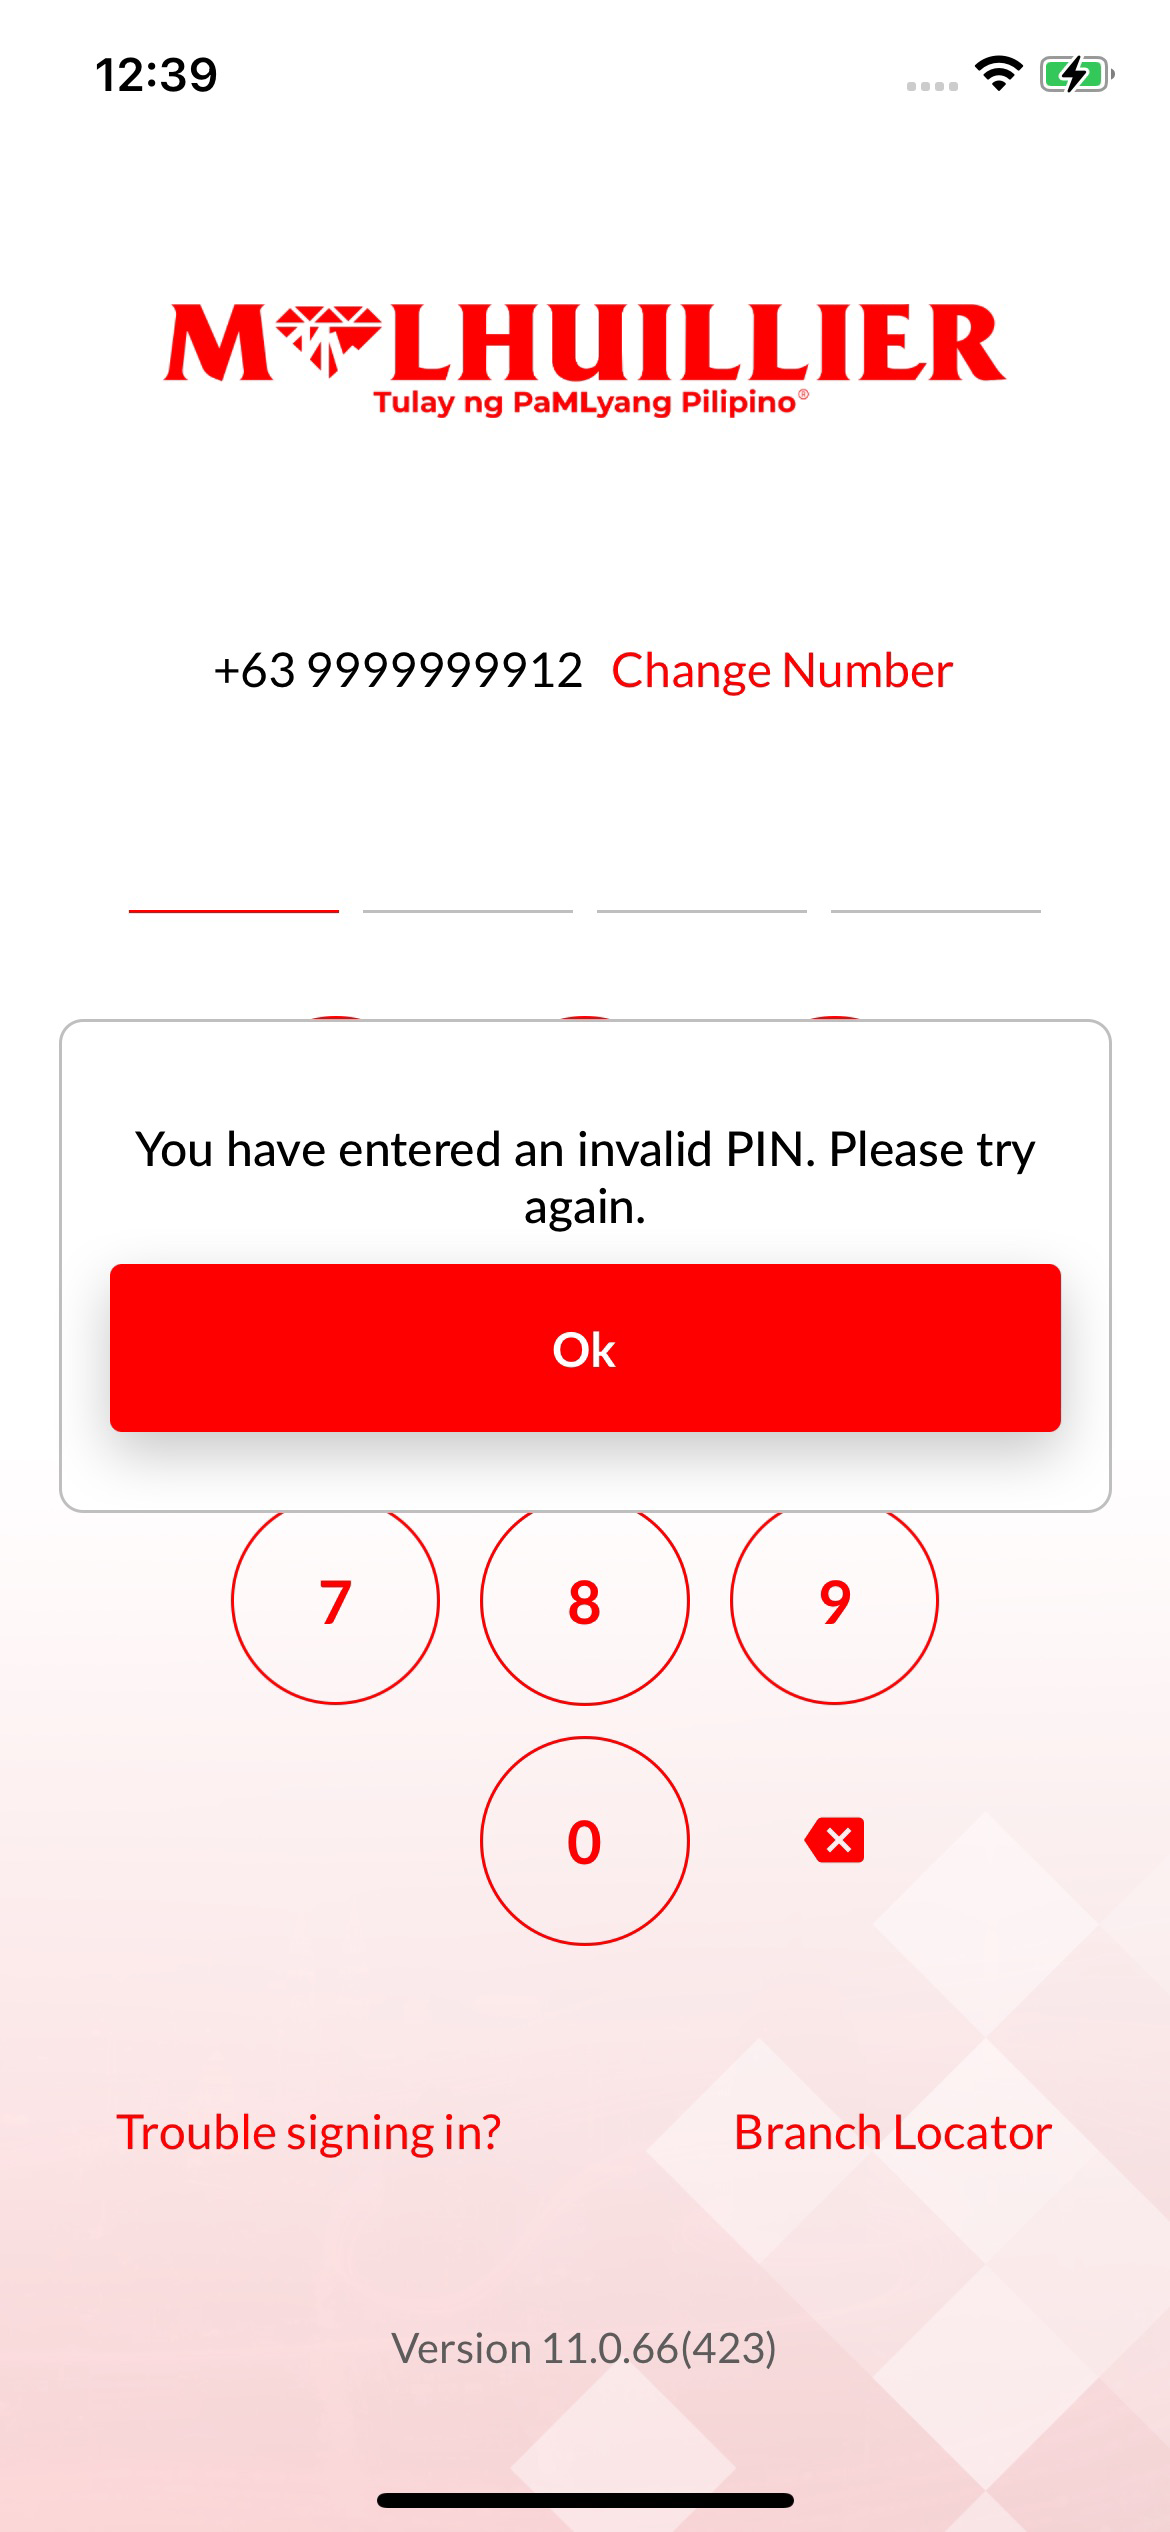 12:39
M LHUILLIER
Tulay ng PaMLyang Pilipino®
+63 9999999912 Change Number
You have entered an invalid PIN. Please try
again.
Ok
7 8 9
0
Trouble signing in? Branch Locator
Version 11.0.66(423)